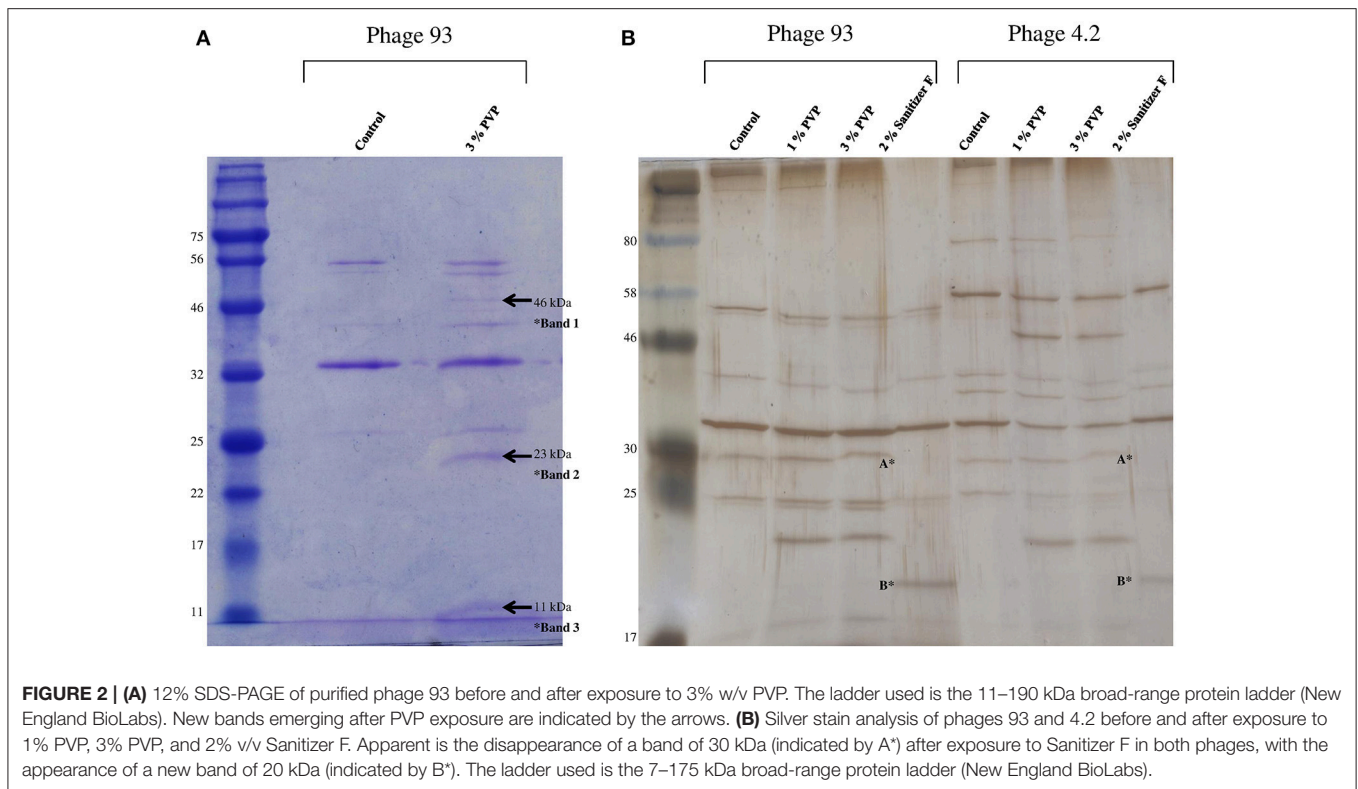 A
Phage 93
Control
3 % PVP
75
56
46
32
25
22
17
11
46 kDa
*Band 1
23 kDa
*Band 2
11 kDa
*Band 3
B
Phage 93
Phage 4.2
Control
1 % PVP
3 % PVP
2 % Sanitizer F
Control
1 % PVP
3 % PVP
2 % Sanitizer F
80
58
46
30
25
17
A*
B*
A*
B*
FIGURE 2 | (A) 12% SDS-PAGE of purified phage 93 before and after exposure to 3% w/v PVP. The ladder used is the 11–190 kDa broad-range protein ladder (New
England BioLabs). New bands emerging after PVP exposure are indicated by the arrows. (B) Silver stain analysis of phages 93 and 4.2 before and after exposure to
1% PVP, 3% PVP, and 2% v/v Sanitizer F. Apparent is the disappearance of a band of 30 kDa (indicated by A*) after exposure to Sanitizer F in both phages, with the
appearance of a new band of 20 kDa (indicated by B*). The ladder used is the 7–175 kDa broad-range protein ladder (New England BioLabs).